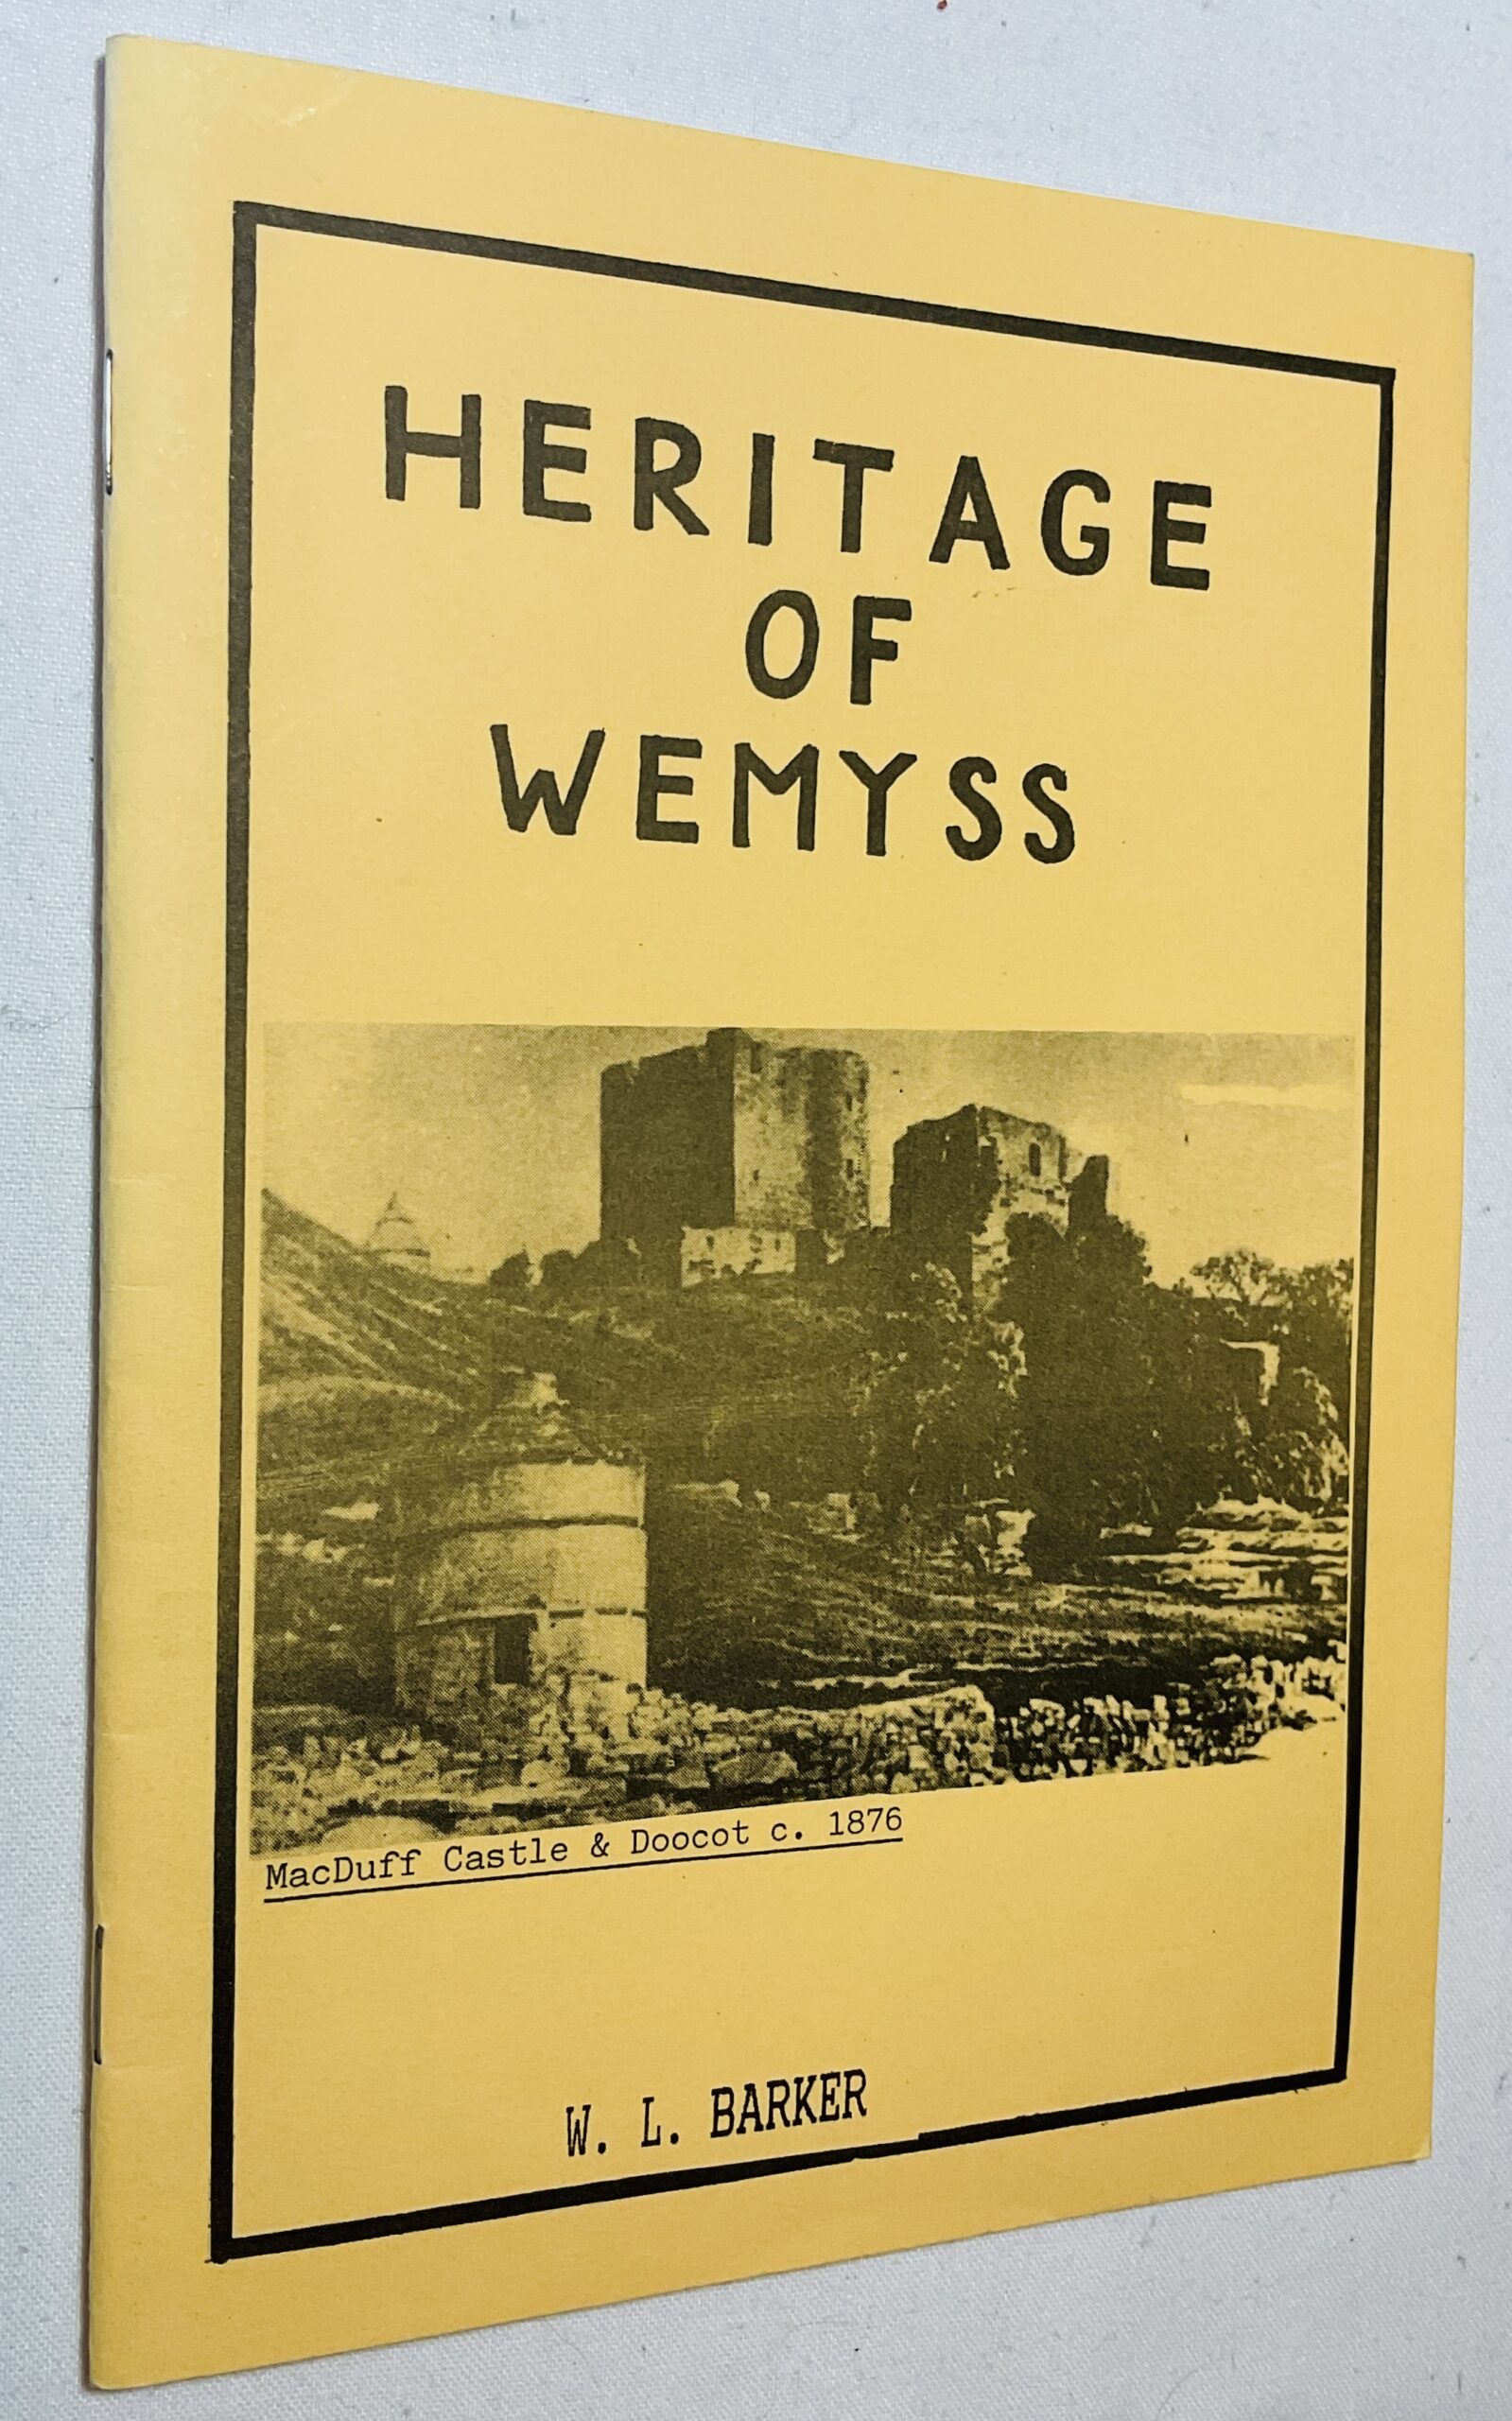 HERITAGE
OF
WEMYSS
MacDuff Castle & Doocot c. 1876
W. L. BARKER